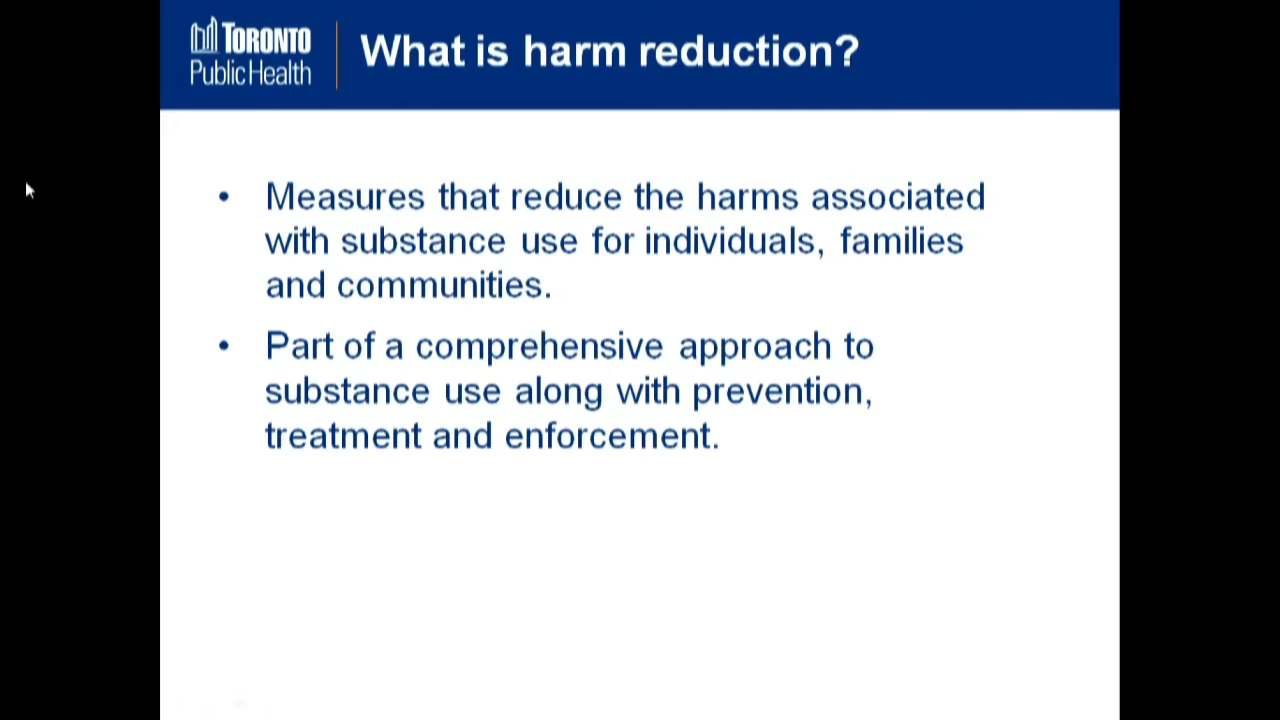 TORONTO
Public Health
What is harm reduction?
• Measures that reduce the harms associated
with substance use for individuals, families
and communities.
• Part of a comprehensive approach to
substance use along with prevention,
treatment and enforcement.